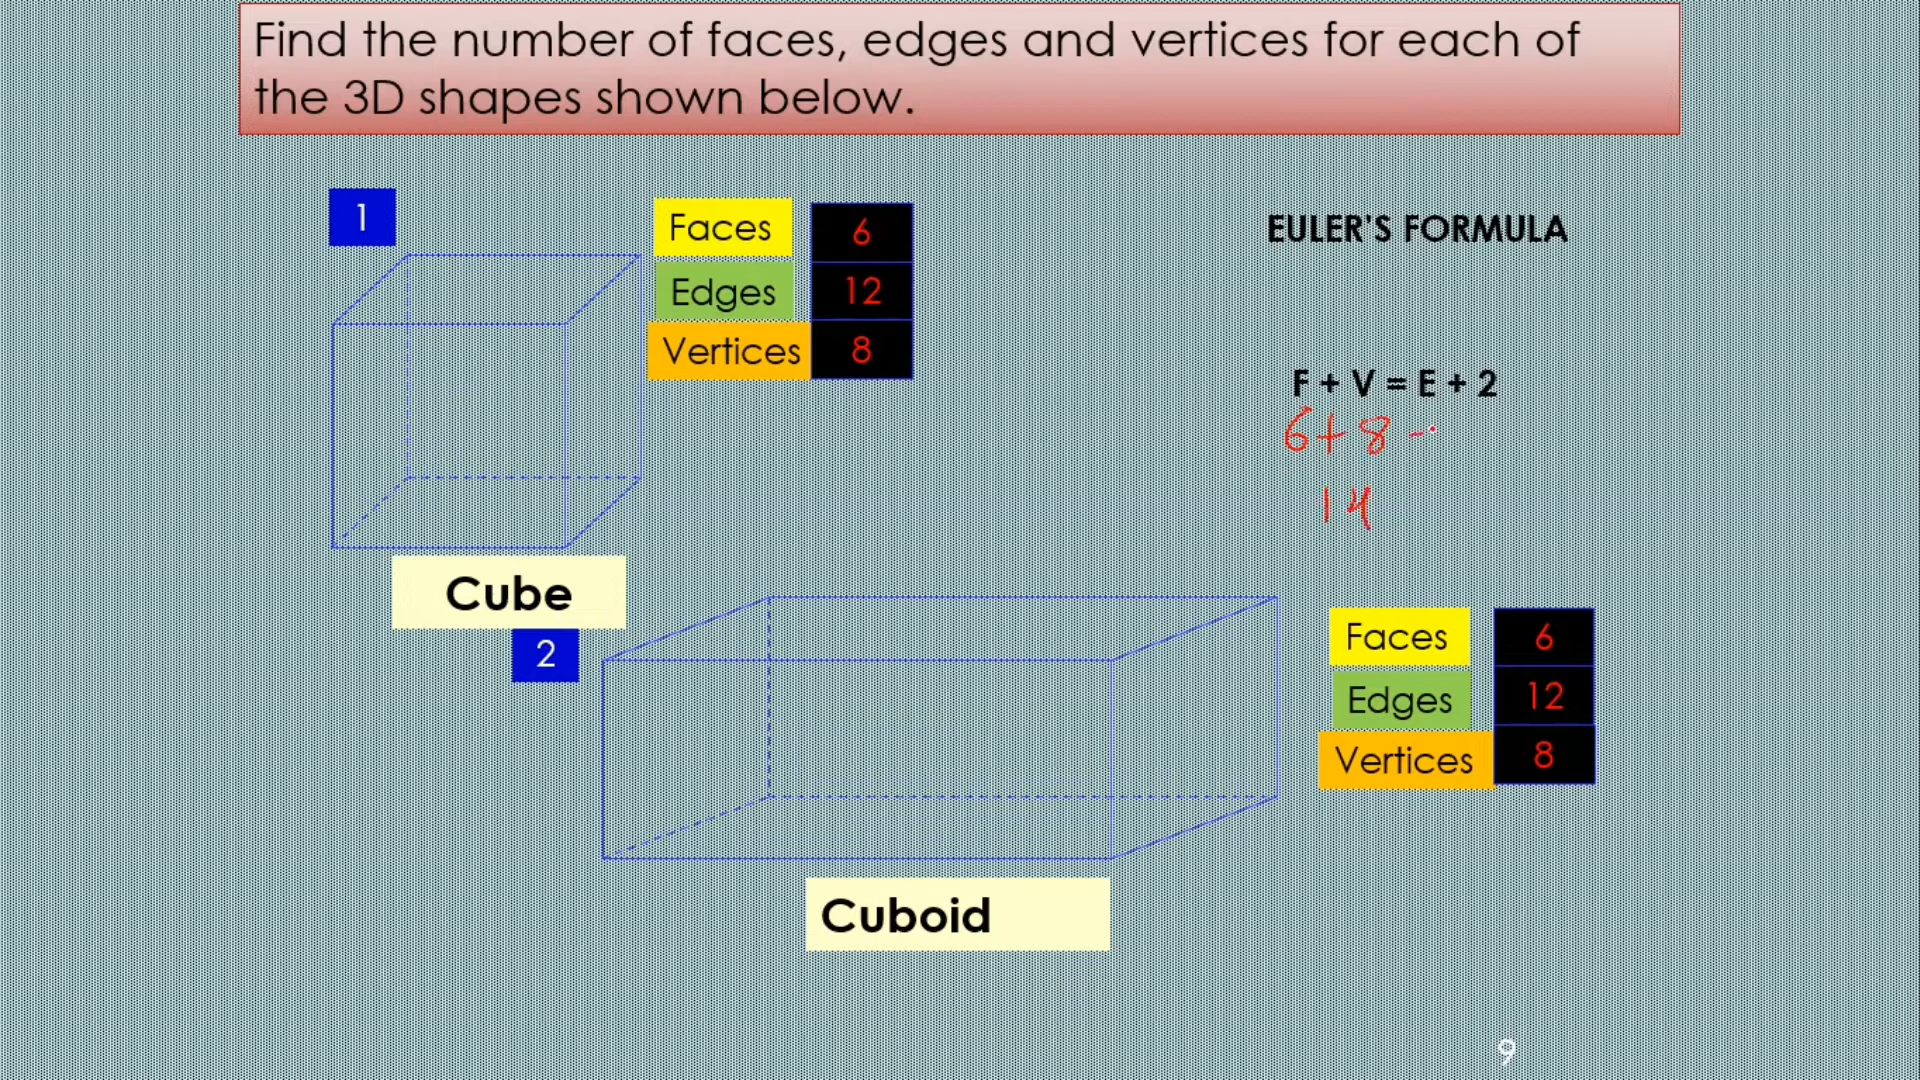 Find the number of faces, edges and vertices for each of
the 3D shapes shown below.
1
Faces 6
Edges 12
Vertices 8
EULER'S FORMULA
F + V = E + 2
6 + 8 -
14
Cube
2
Faces 6
Edges 12
Vertices 8
Cuboid
9